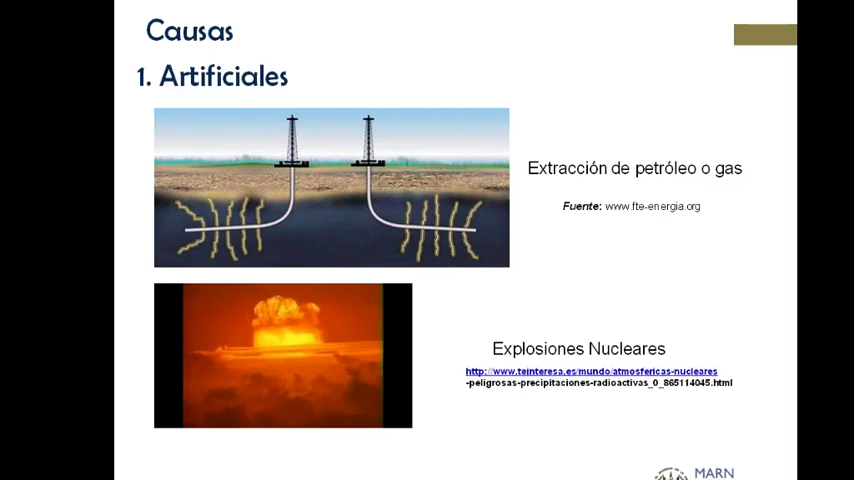 Causas
1. Artificiales
Extracción de petróleo o gas
Fuente: www.fte-energia.org
Explosiones Nucleares
http://www.teinteresa.es/mundo/atmosfericas-nucleares
-peligrosas-precipitaciones-radioactivas_0_865114045.html
MARN